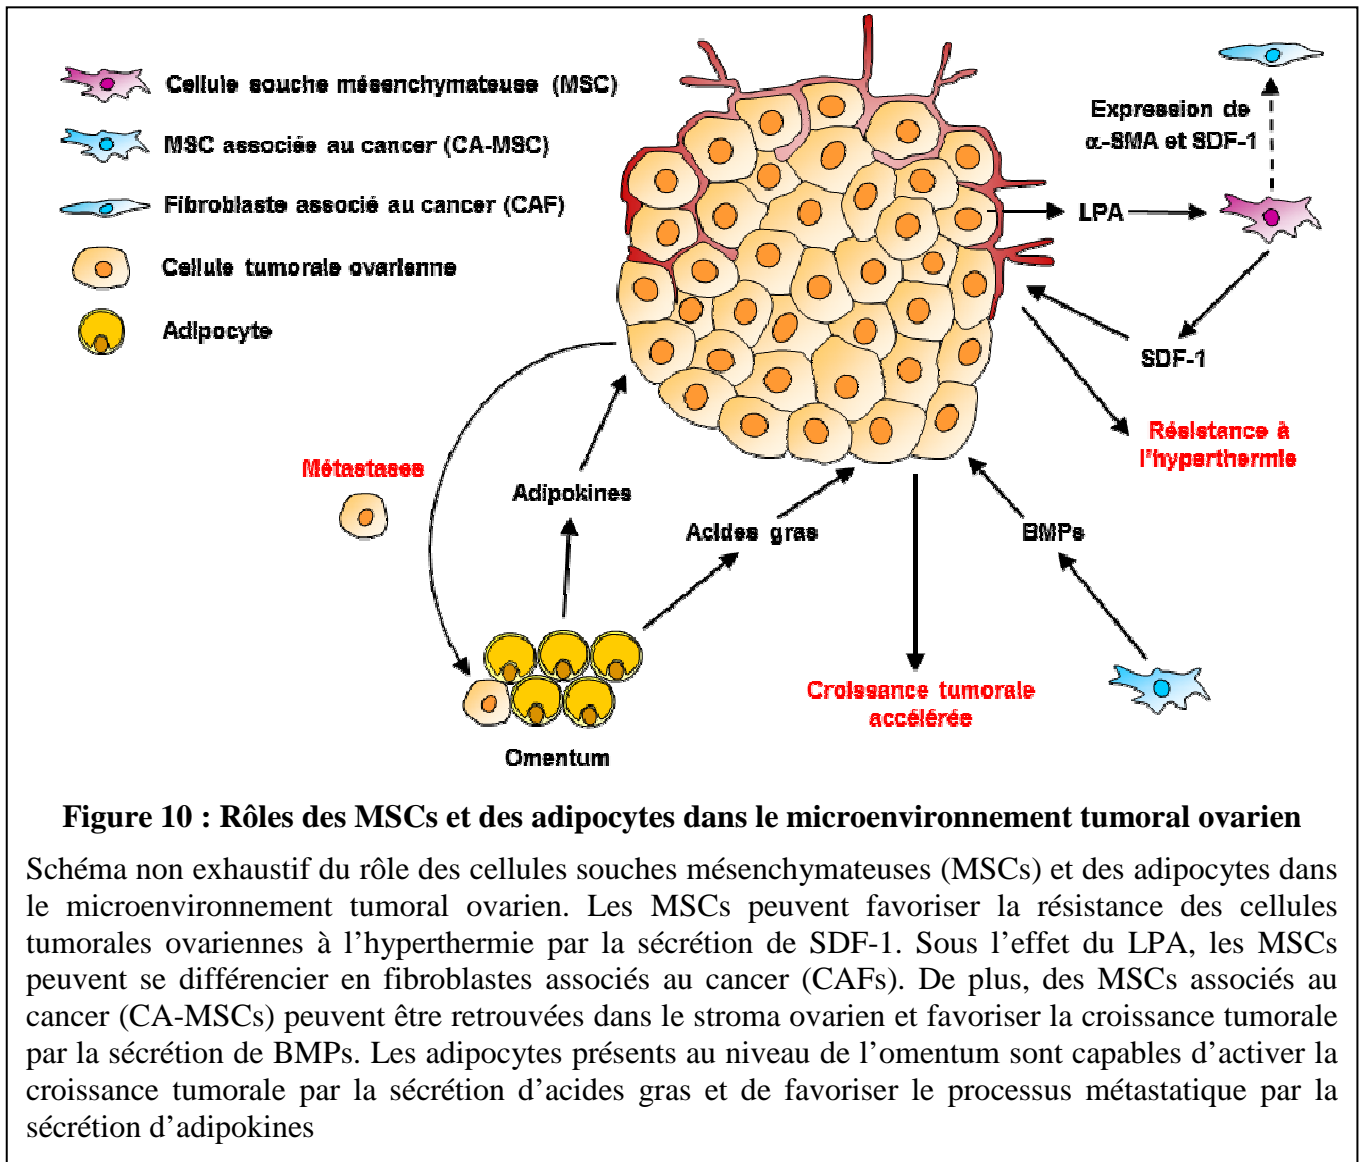 Cellule souche mésenchymateuse (MSC)
MSC associés au cancer (CA-MSC)
Fibroblaste associé au cancer (CAF)
Cellule tumorale ovarienne
Adipocyte
Expression de
α-SMA et SDF-1
LPA
SDF-1
Résistance à
l'hyperthermie
Métastases
Adipokines
Acides gras
BMPs
Croissance tumorale
accélérée
Omentum
Figure 10 : Rôles des MSCs et des adipocytes dans le microenvironnement tumoral ovarien
Schéma non exhaustif du rôle des cellules souches mésenchymateuses (MSCs) et des adipocytes dans
le microenvironnement tumoral ovarien. Les MSCs peuvent favoriser la résistance des cellules
tumorales ovariennes à l’hyperthermie par la sécrétion de SDF-1. Sous l’effet du LPA, les MSCs
peuvent se différencier en fibroblastes associés au cancer (CAFs). De plus, des MSCs associés au
cancer (CA-MSCs) peuvent être retrouvées dans le stroma ovarien et favoriser la croissance tumorale
par la sécrétion de BMPs. Les adipocytes présents au niveau de l’omentum sont capables d’activer la
croissance tumorale par la sécrétion d’acides gras et de favoriser le processus métastatique par la
sécrétion d’adipokines